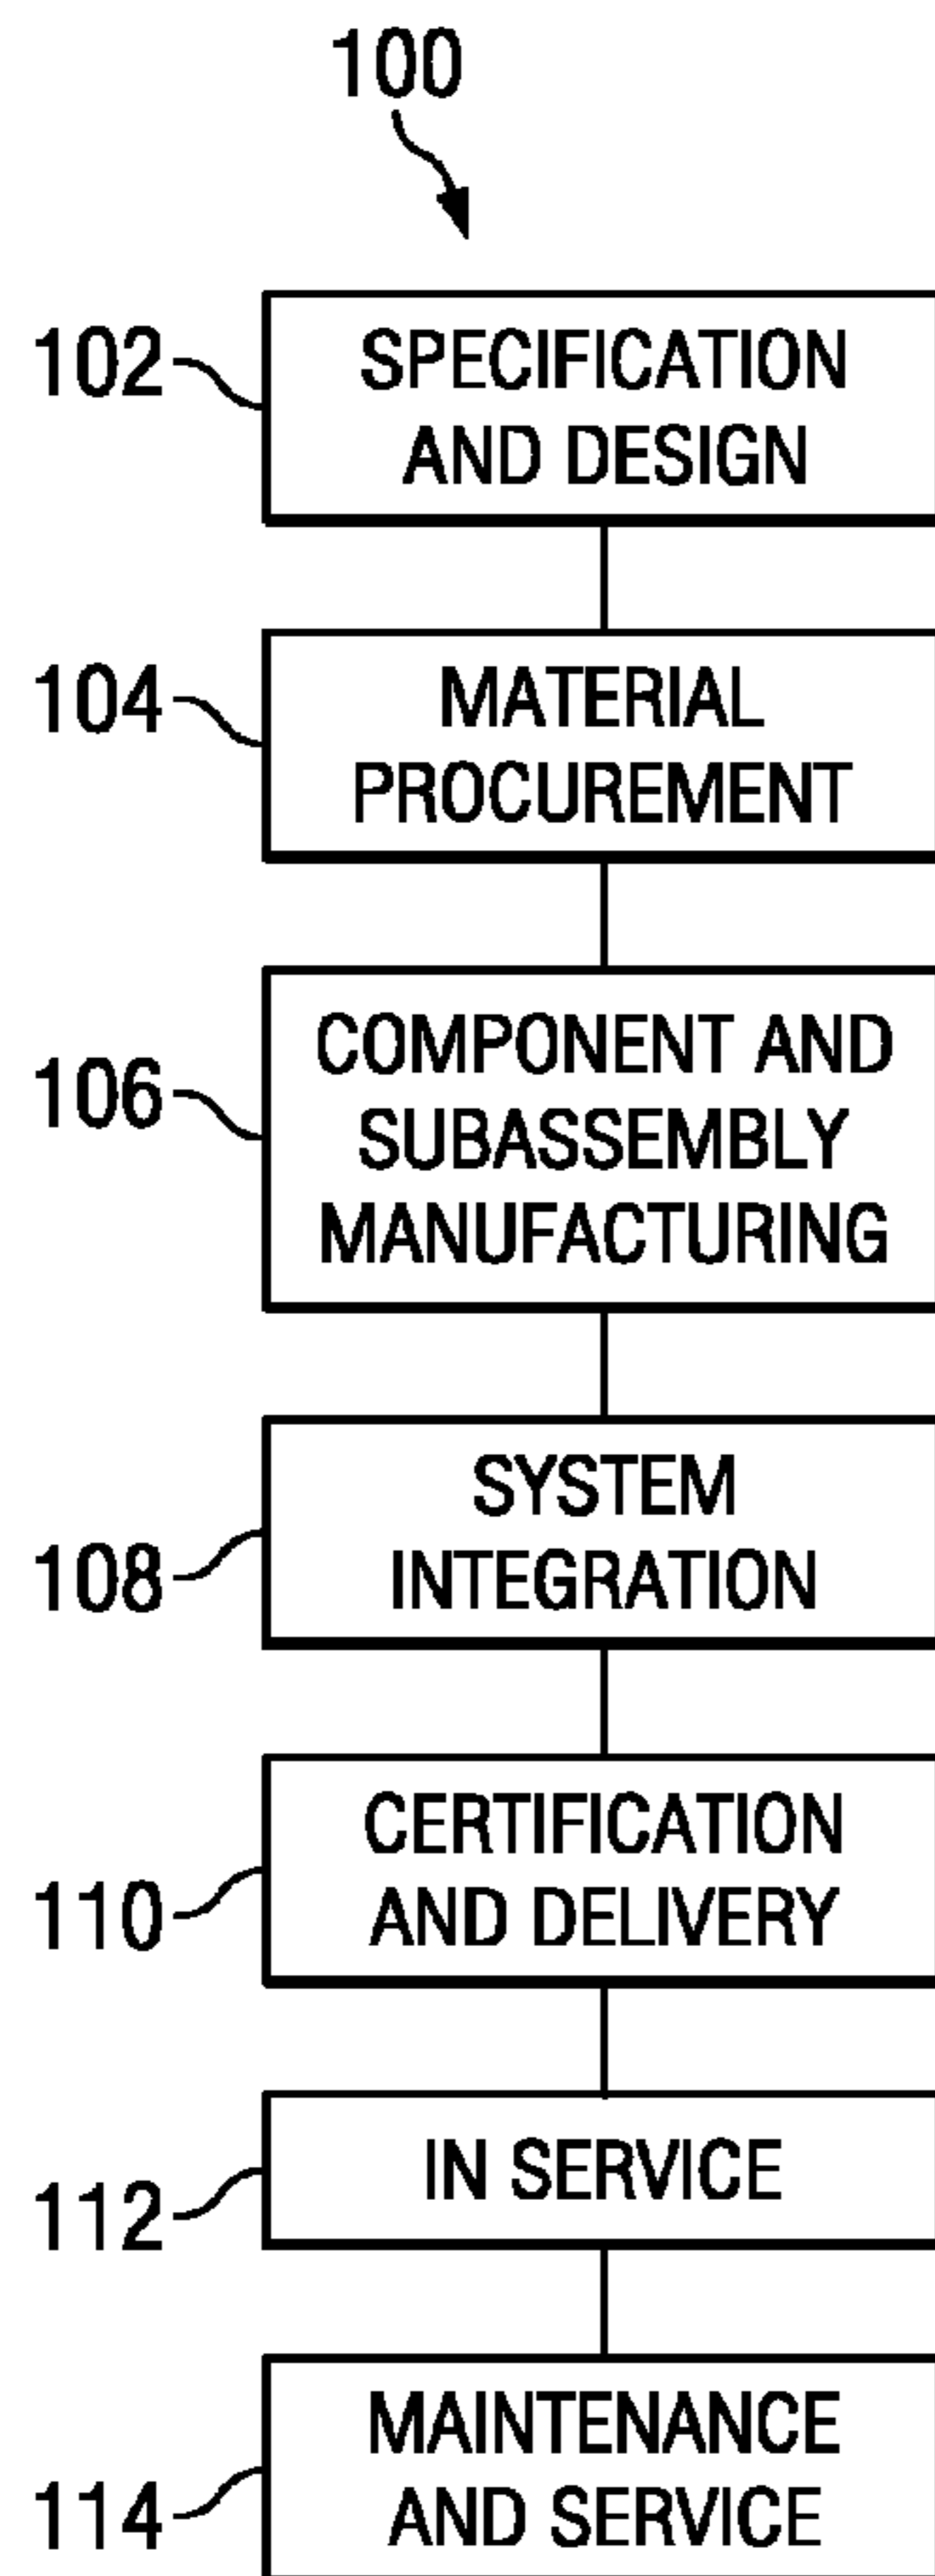 100
102
SPECIFICATION
AND DESIGN
104
MATERIAL
PROCUREMENT
106
COMPONENT AND
SUBASSEMBLY
MANUFACTURING
108
SYSTEM
INTEGRATION
110
CERTIFICATION
AND DELIVERY
112
IN SERVICE
114
MAINTENANCE
AND SERVICE